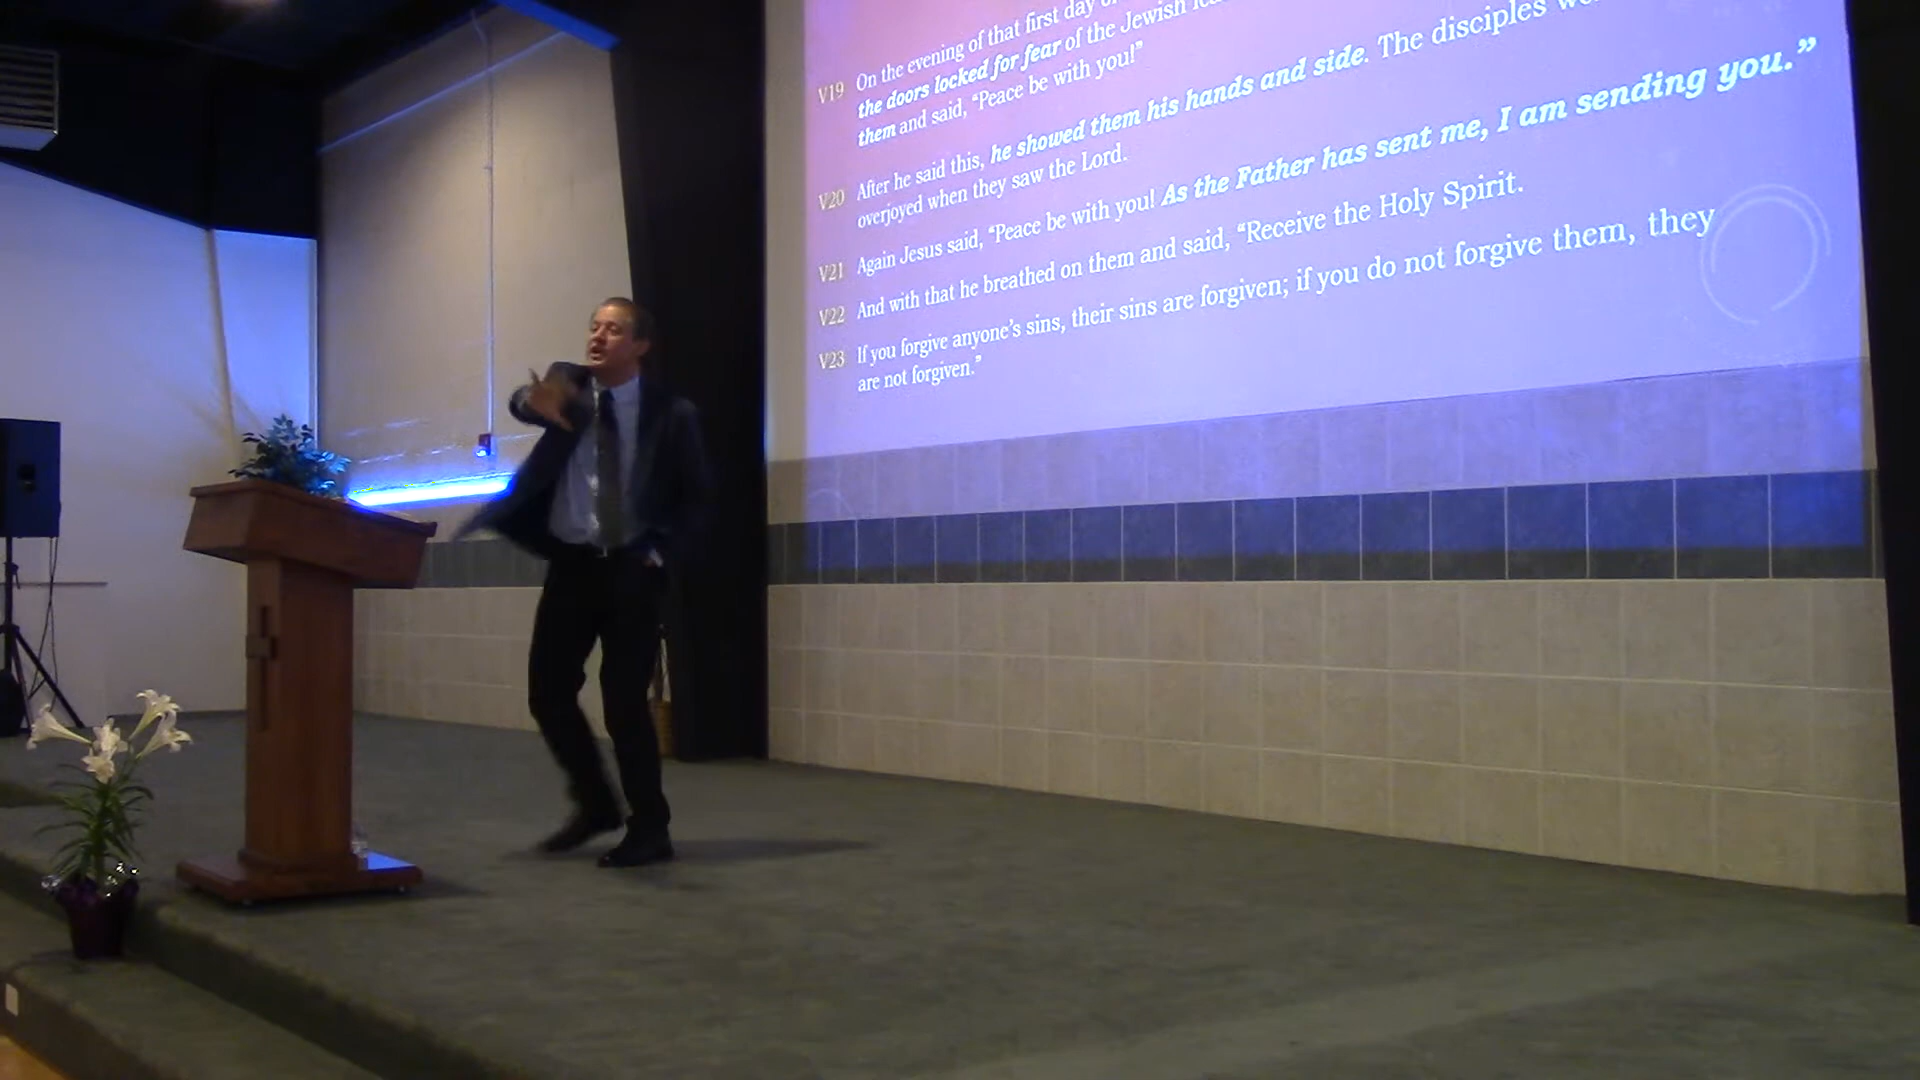 V19 On the evening of that first day
the doors locked for fear of the Jewish
them and said, “Peace be with you!”
V20 After he said this, he showed them his hands and side. The disciples
overjoyed when they saw the Lord.
V21 Again Jesus said, “Peace be with you! As the Father has sent me, I am sending you.”
V22 And with that he breathed on them and said, “Receive the Holy Spirit.
V23 If you forgive anyone’s sins, their sins are forgiven; if you do not forgive them, they
are not forgiven.”